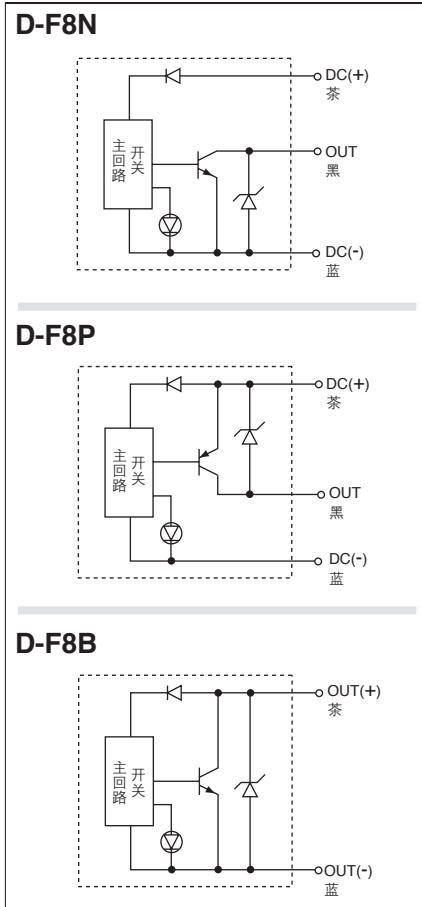 D-F8N
DC(+)
茶
主回路
开关
OUT
黑
DC(-)
蓝
D-F8P
DC(+)
茶
主回路
开关
OUT
黑
DC(-)
蓝
D-F8B
OUT(+)
茶
主回路
开关
OUT(-)
蓝